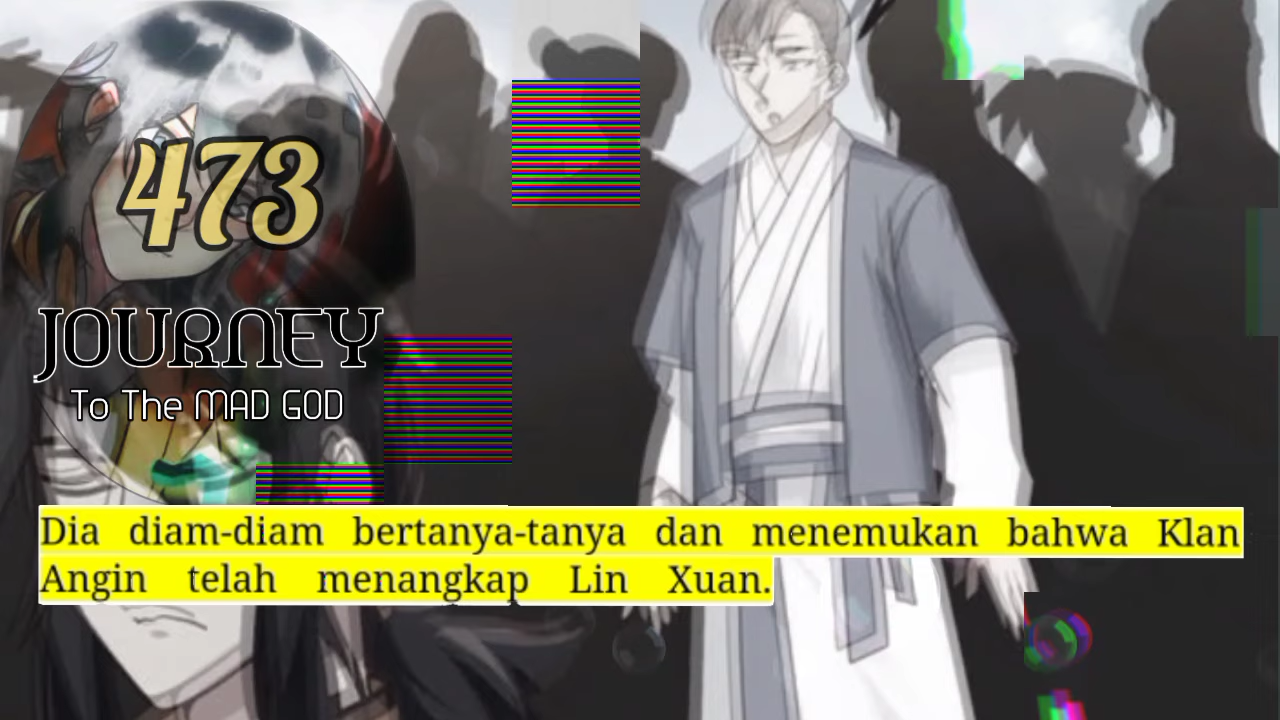 473
JOURNEY
To The MAD GOD
Dia diam-diam bertanya-tanya dan menemukan bahwa Klan
Angin telah menangkap Lin Xuan.